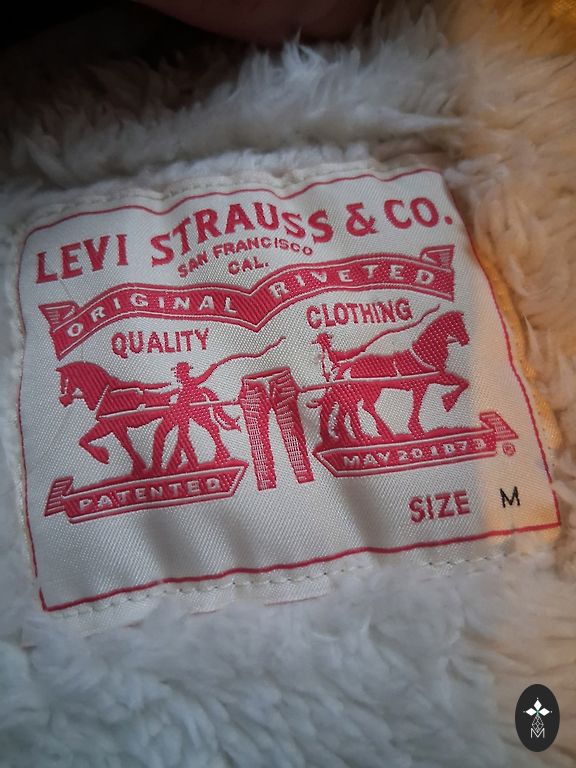 LEVI STRAUSS & CO.
SAN FRANCISCO
CAL.
ORIGINAL RIVETED
QUALITY CLOTHING
PATENTED MAY 20 1873 ®
SIZE M
M